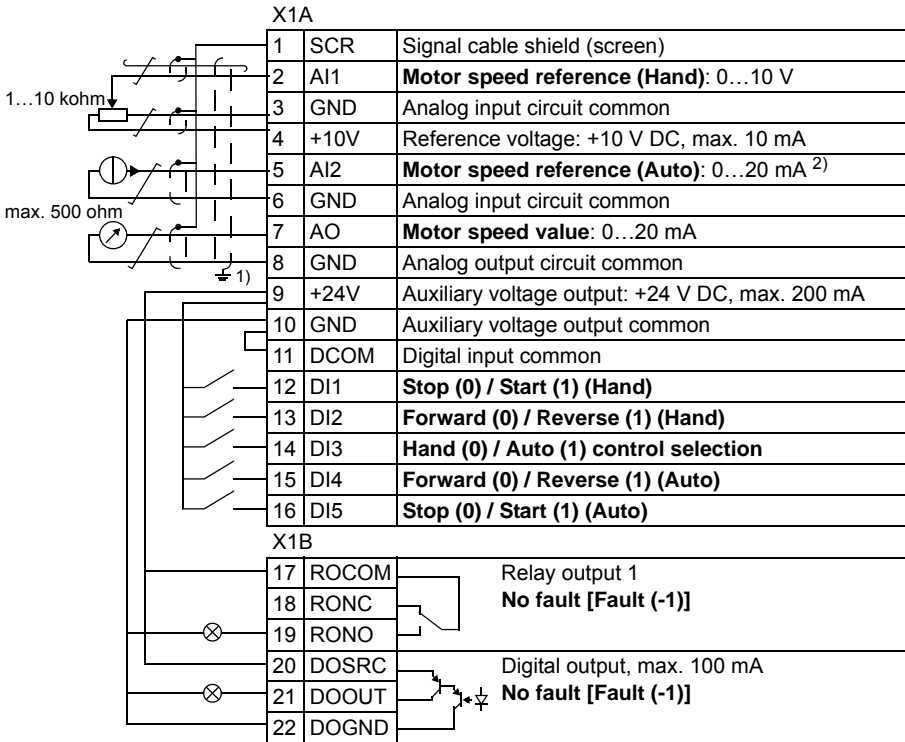 X1A
1 SCR Signal cable shield (screen)
2 AI1 Motor speed reference (Hand): 0…10 V
1…10 kohm
3 GND Analog input circuit common
4 +10V Reference voltage: +10 V DC, max. 10 mA
5 AI2 Motor speed reference (Auto): 0…20 mA 2)
6 GND Analog input circuit common
max. 500 ohm
7 AO Motor speed value: 0…20 mA
8 GND Analog output circuit common
1)
9 +24V Auxiliary voltage output: +24 V DC, max. 200 mA
10 GND Auxiliary voltage output common
11 DCOM Digital input common
12 DI1 Stop (0) / Start (1) (Hand)
13 DI2 Forward (0) / Reverse (1) (Hand)
14 DI3 Hand (0) / Auto (1) control selection
15 DI4 Forward (0) / Reverse (1) (Auto)
16 DI5 Stop (0) / Start (1) (Auto)
X1B
17 ROCOM Relay output 1
18 RONC No fault [Fault (-1)]
19 RONO
20 DOSRC Digital output, max. 100 mA
21 DOOUT No fault [Fault (-1)]
22 DOGND